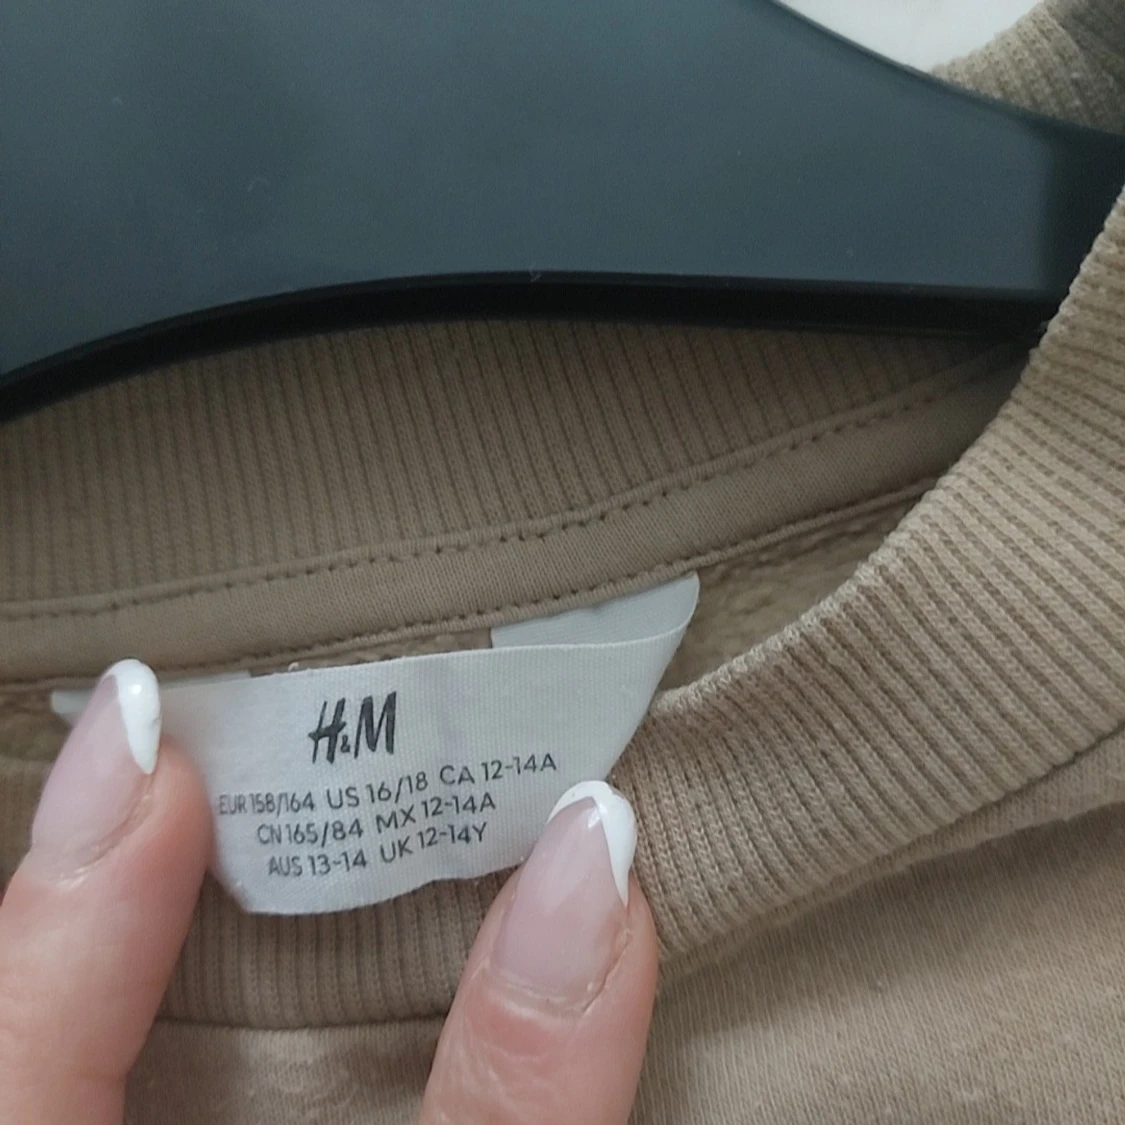 H&M
EUR 158/164 US 16/18 CA 12-14A
CN 165/84 MX 12-14A
AUS 13-14 UK 12-14Y